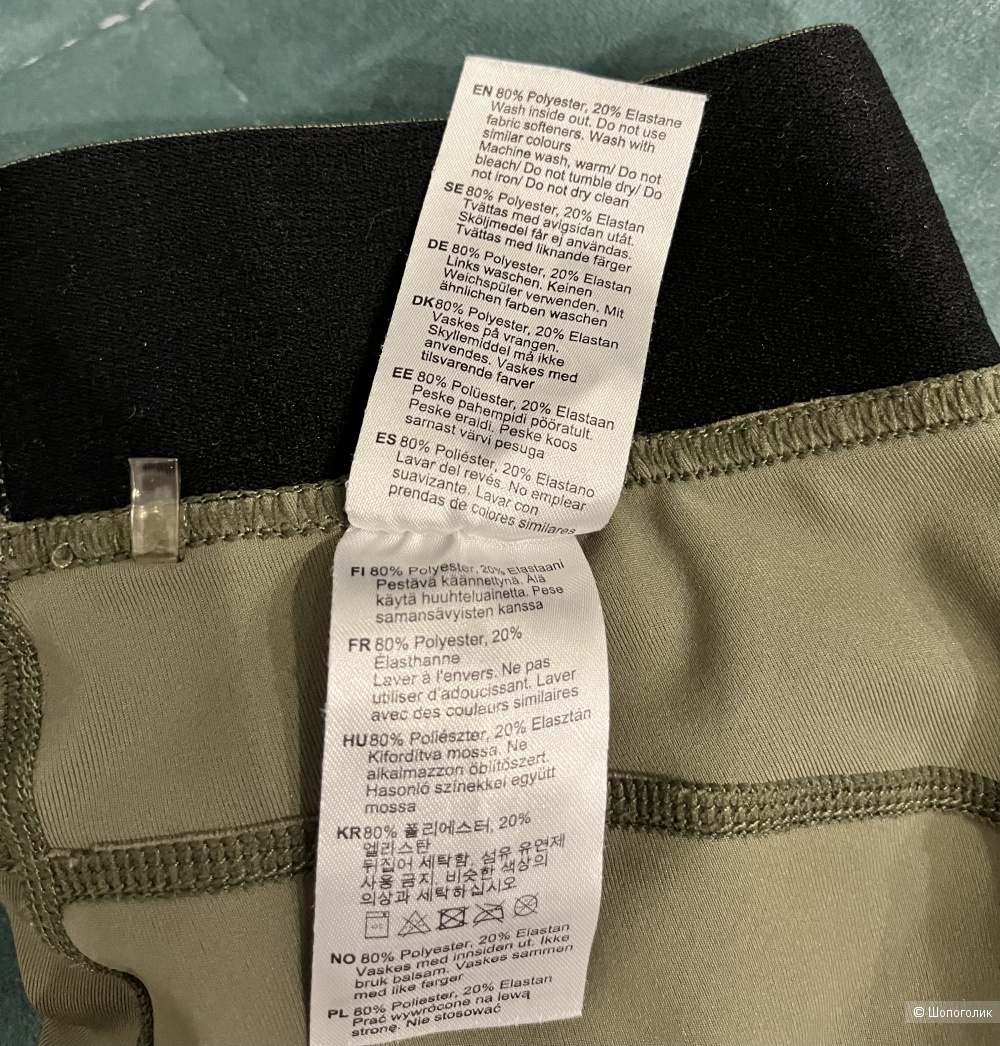 EN 80% Polyester, 20% Elastane
Wash inside out. Do not use
fabric softeners. Wash with
similar colours
Machine wash, warm/ Do not
bleach/ Do not tumble dry/ Do
not iron/ Do not dry clean
SE 80% Polyester, 20% Elastan
Tvättas med avigsidan utåt.
Sköljmedel får ej användas.
Tvättas med liknande färger
DE 80% Polyester, 20% Elastan
Links waschen. Keinen
Weichspüler verwenden. Mit
ähnlichen farben waschen
DK 80% Polyester, 20% Elastan
Vaskes på vrangen.
Skyllemiddel må ikke
anvendes. Vaskes med
tilsvarende farver
EE 80% Polüester, 20% Elastaan
Peske pahempidi pööratult.
Peske eraldi. Peske koos
sarnast värvi pesuga
ES 80% Poliéster, 20% Elastano
Lavar del revés. No emplear
suavizante. Lavar con
prendas de colores similares
FI 80% Polyester, 20% Elastaani
Pestävä käännettynä. Älä
käytä huuhteluainetta. Pese
samansävyisten kanssa
FR 80% Polyester, 20%
Élasthanne
Laver à l'envers. Ne pas
utiliser d'adoucissant. Laver
avec des couleurs similaires
HU 80% Poliészter, 20% Elasztán
Kifordítva mossa. Ne
alkalmazzon öblítőszert.
Hasonló színekkel együtt
mossa
KR 80% 폴리에스터, 20%
엘라스탄
뒤집어 세탁함. 섬유 유연제
사용 금지. 비슷한 색상의
의상과 세탁하십시오
NO 80% Polyester, 20% Elastan
Vaskes med innsiden ut. Ikke
bruk balsam. Vaskes sammen
med like farger
PL 80% Poliester, 20% Elastan
Prać wywrócone na lewą
stronę. Nie stosować
© Шопоголик